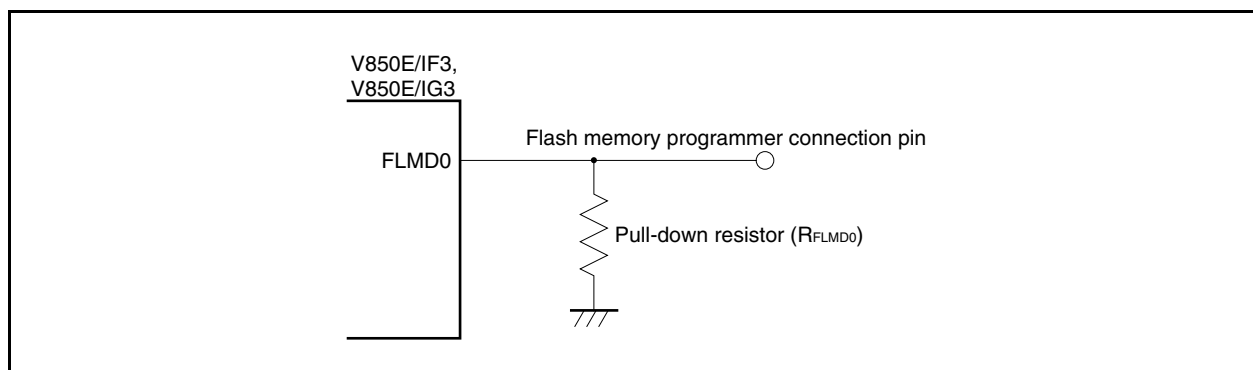 V850E/IF3,
V850E/IG3
Flash memory programmer connection pin
FLMD0
Pull-down resistor (RFLMD0)